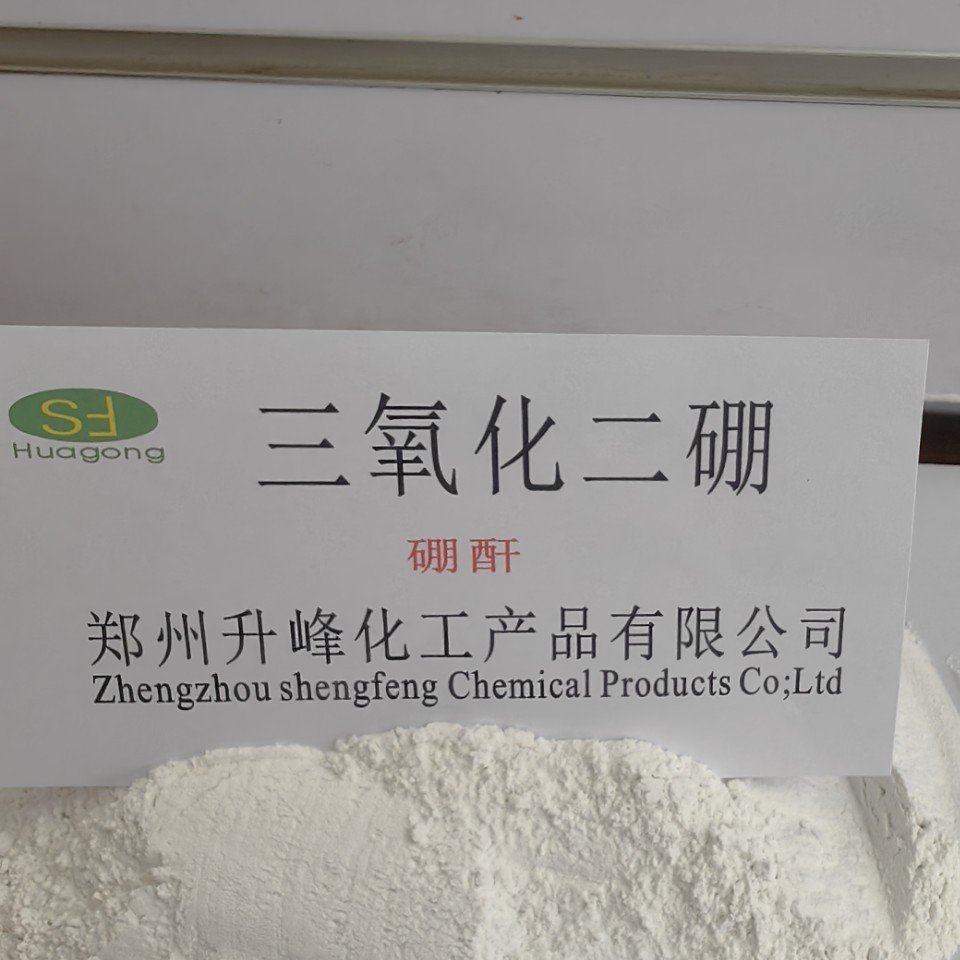 SF
Huagong
三氧化二硼
硼酐
郑州升峰化工产品有限公司
Zhengzhou shengfeng Chemical Products Co;Ltd